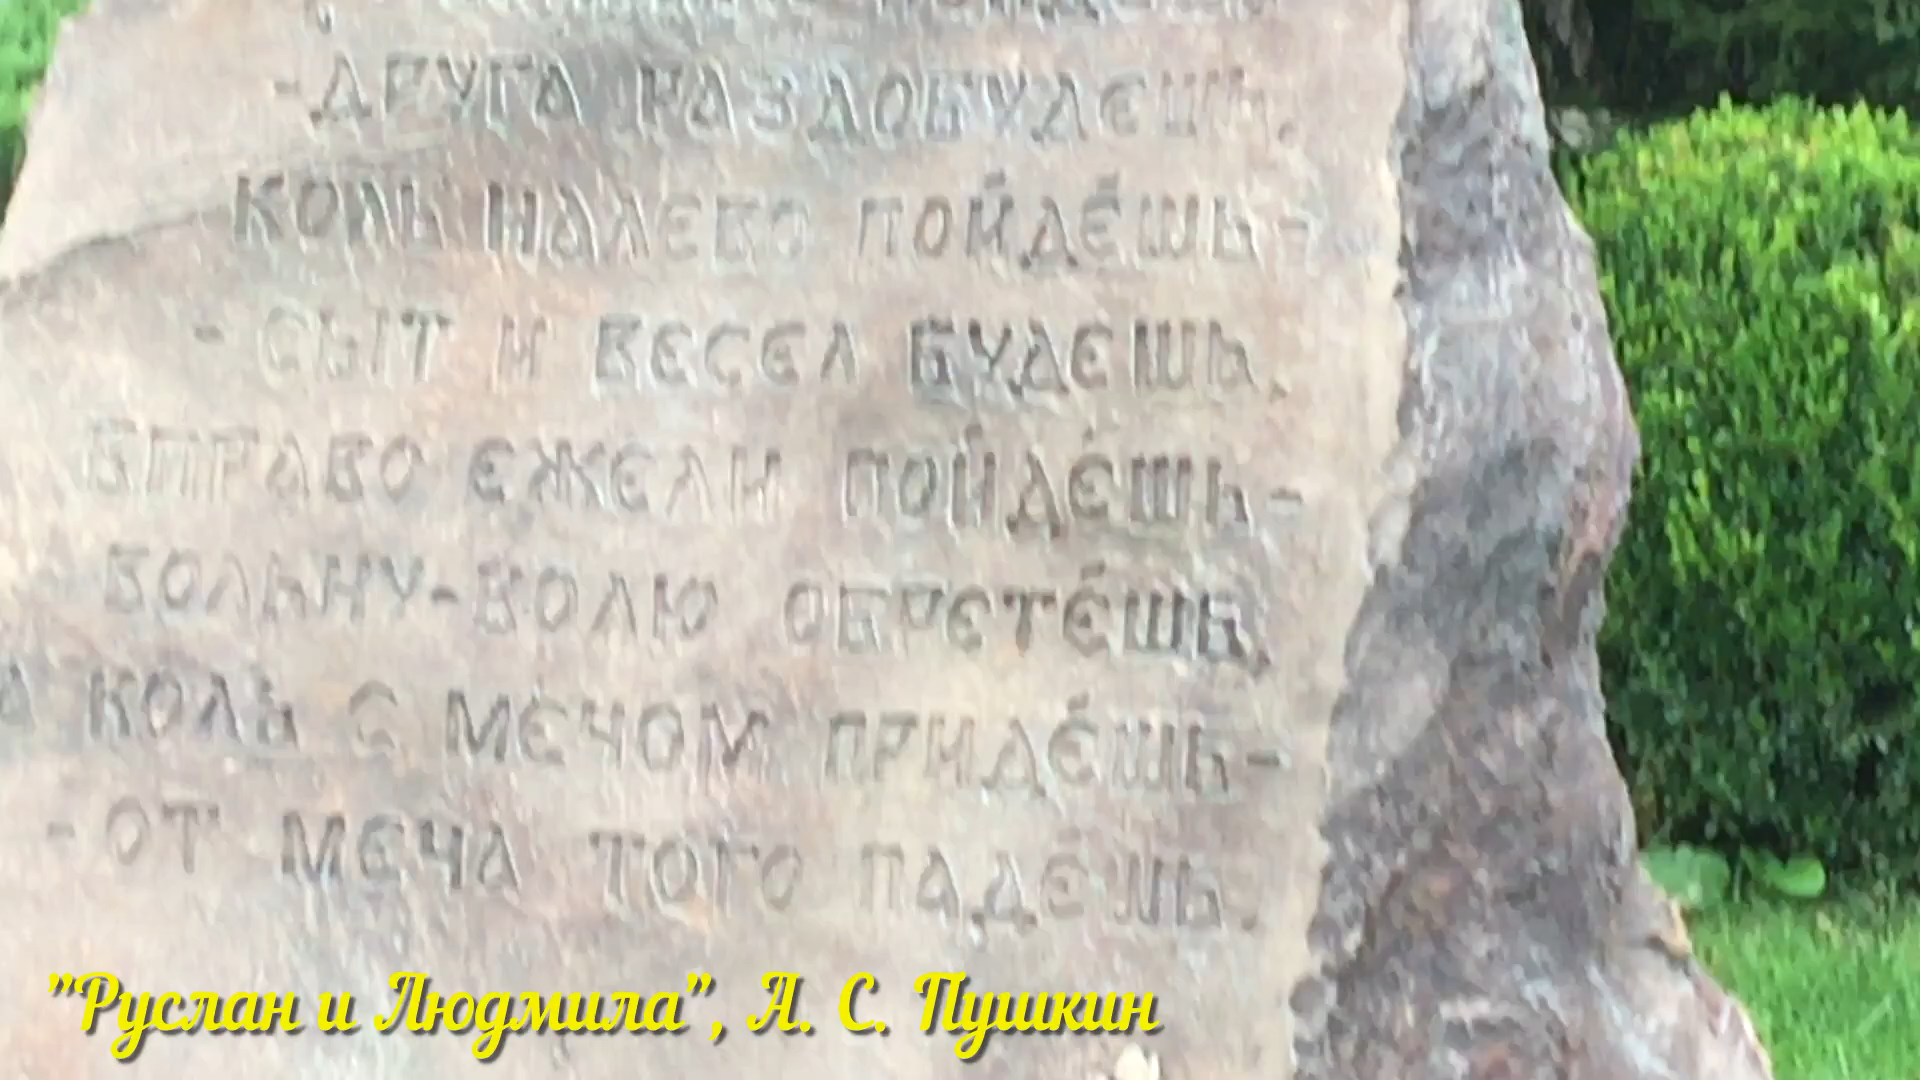 пойдёшь-
-друга раздобудешь.
коль налево пойдёшь-
-сыт и весел будешь.
вправо ежели пойдёшь-
вольну-волю обретёшь.
А коль с мечом придёшь-
-от меча того падёшь.
"Руслан и Людмила", А. С. Пушкин